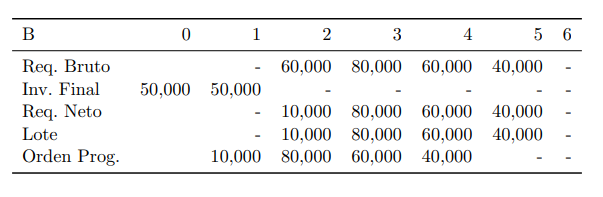 B 0 1 2 3 4 5 6
Req. Bruto - 60,000 80,000 60,000 40,000 -
Inv. Final 50,000 50,000 - - - - -
Req. Neto - 10,000 80,000 60,000 40,000 -
Lote - 10,000 80,000 60,000 40,000 -
Orden Prog. 10,000 80,000 60,000 40,000 - -